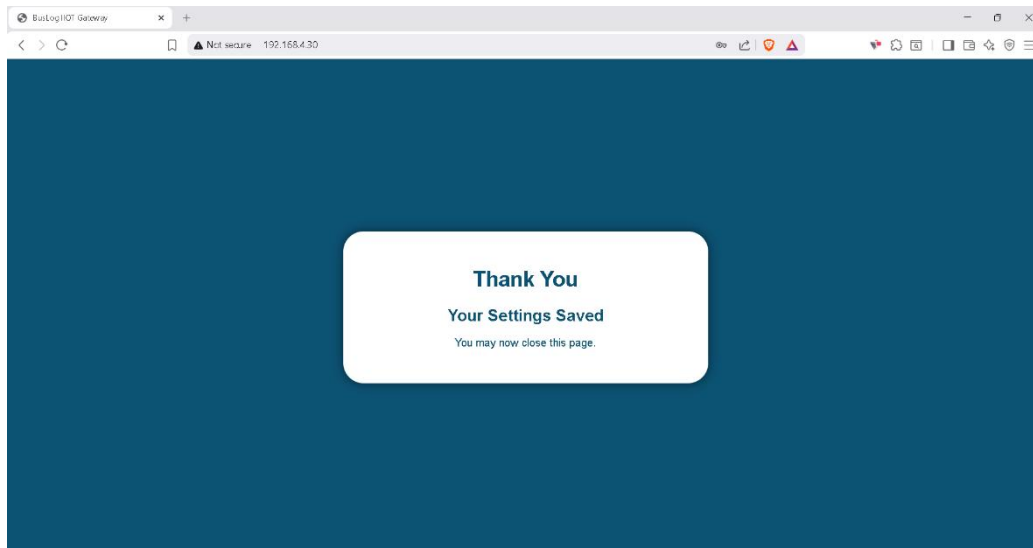 BusLog IIOT Gateway
Not secure 192.168.4.30
Thank You
Your Settings Saved
You may now close this page.